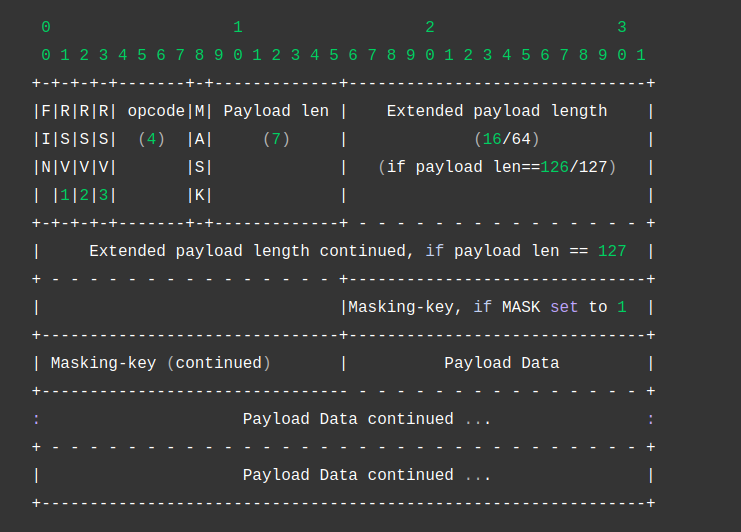 0                   1                   2                   3
 0 1 2 3 4 5 6 7 8 9 0 1 2 3 4 5 6 7 8 9 0 1 2 3 4 5 6 7 8 9 0 1
+-+-+-+-+-------+-+-------------+-------------------------------+
|F|R|R|R| opcode|M| Payload len |    Extended payload length    |
|I|S|S|S|  (4)  |A|     (7)     |             (16/64)           |
|N|V|V|V|       |S|             |   (if payload len==126/127)   |
| |1|2|3|       |K|             |                               |
+-+-+-+-+-------+-+-------------+ - - - - - - - - - - - - - - - +
|     Extended payload length continued, if payload len == 127  |
+ - - - - - - - - - - - - - - - +-------------------------------+
|                               |Masking-key, if MASK set to 1  |
+-------------------------------+-------------------------------+
| Masking-key (continued)       |          Payload Data         |
+-------------------------------- - - - - - - - - - - - - - - - +
:                     Payload Data continued ...                :
+ - - - - - - - - - - - - - - - - - - - - - - - - - - - - - - - +
|                     Payload Data continued ...                |
+---------------------------------------------------------------+